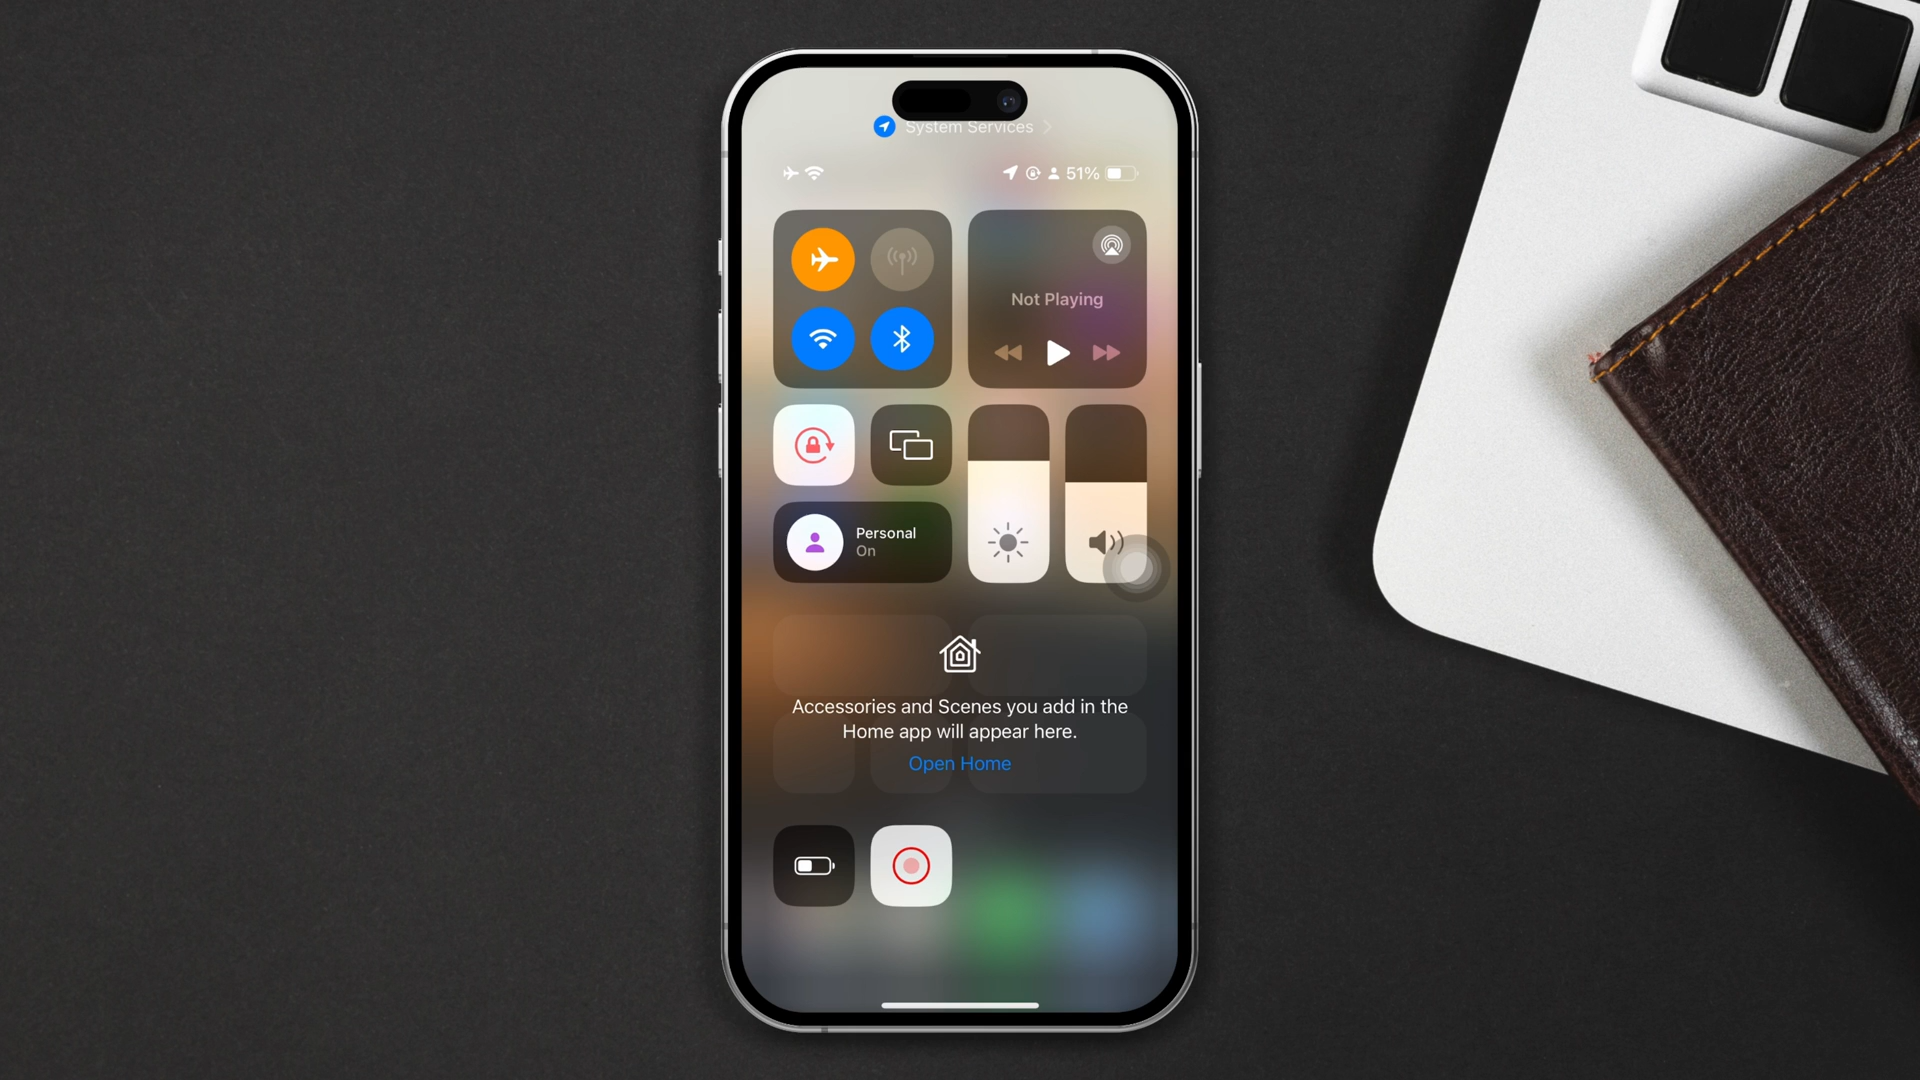 System Services
51%
Not Playing
Personal
On
Accessories and Scenes you add in the
Home app will appear here.
Open Home